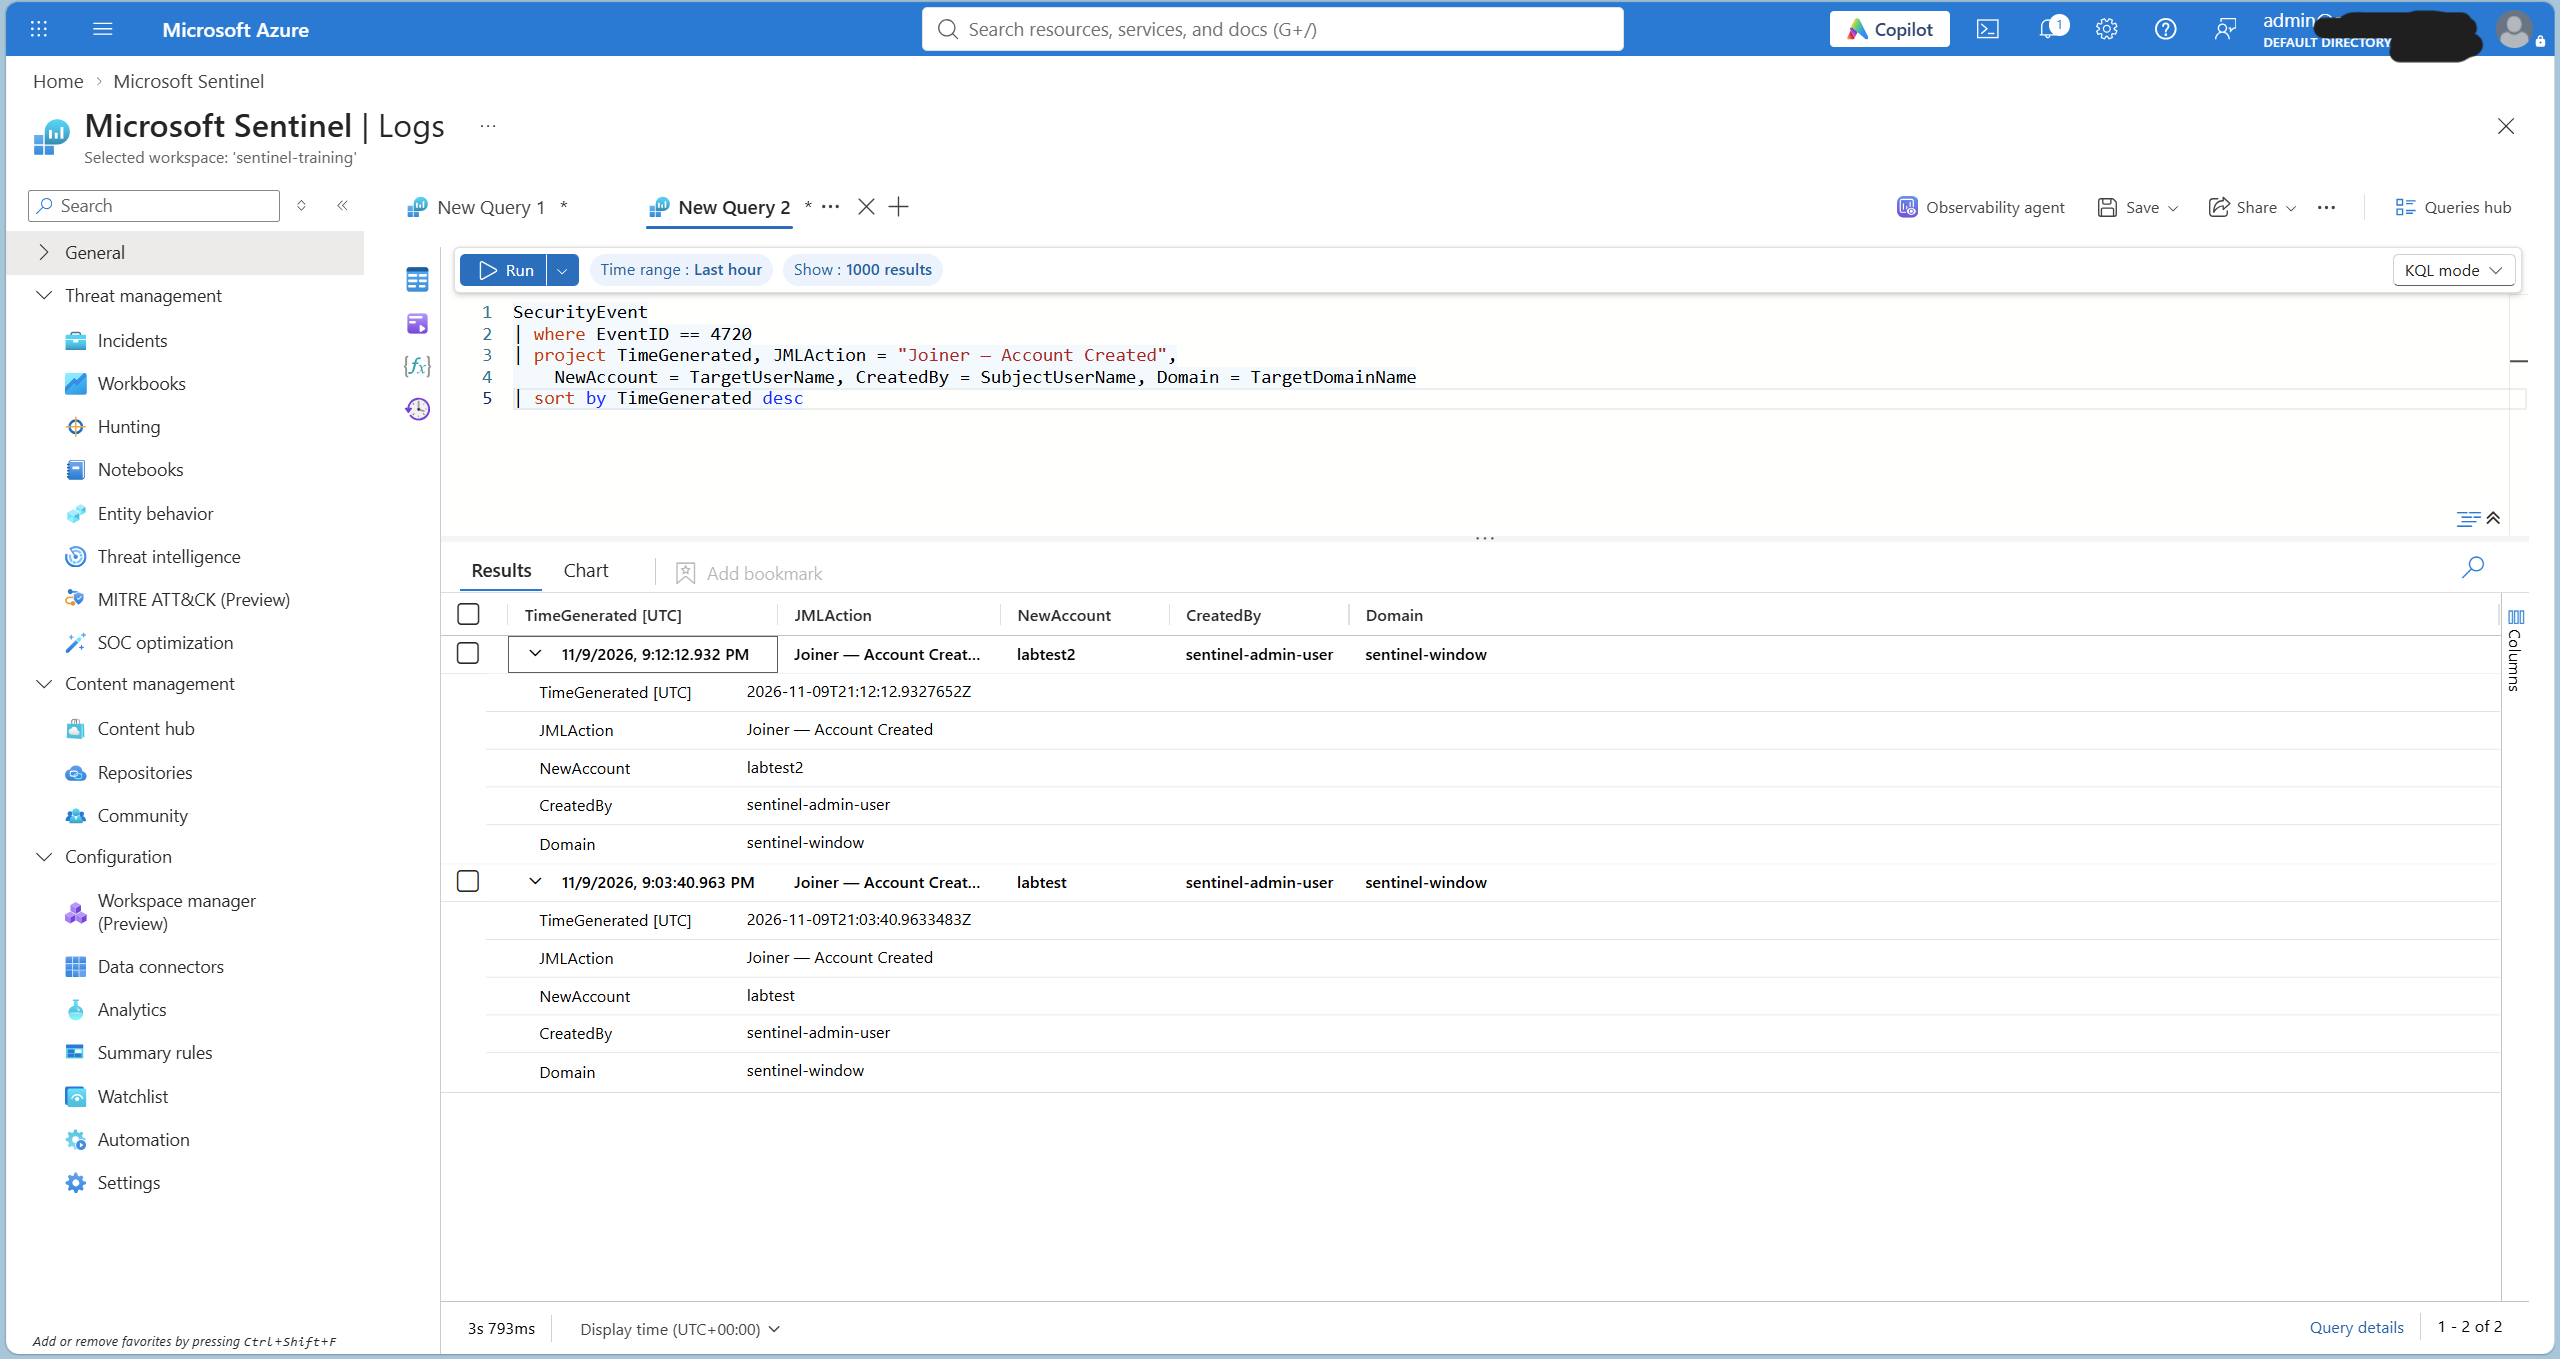 Microsoft Azure
Search resources, services, and docs (G+/)
Copilot
1
DEFAULT DIRECTORY
Home > Microsoft Sentinel
Microsoft Sentinel | Logs
...
Selected workspace: 'sentinel-training'
Search
General
Threat management
Incidents
Workbooks
Hunting
Notebooks
Entity behavior
Threat intelligence
MITRE ATT&CK (Preview)
SOC optimization
Content management
Content hub
Repositories
Community
Configuration
Workspace manager
(Preview)
Data connectors
Analytics
Summary rules
Watchlist
Automation
Settings
Add or remove favorites by pressing Ctrl+Shift+F
New Query 1 *
New Query 2 * ...
Observability agent
Save
Share
...
Queries hub
Run
Time range : Last hour
Show : 1000 results
KQL mode
1 SecurityEvent
2 | where EventID == 4720
3 | project TimeGenerated, JMLAction = "Joiner — Account Created",
4 NewAccount = TargetUserName, CreatedBy = SubjectUserName, Domain = TargetDomainName
5 | sort by TimeGenerated desc
Results
Chart
Add bookmark
TimeGenerated [UTC] JMLAction NewAccount CreatedBy Domain
11/9/2026, 9:12:12.932 PM Joiner — Account Creat... labtest2 sentinel-admin-user sentinel-window
TimeGenerated [UTC] 2026-11-09T21:12:12.9327652Z
JMLAction Joiner — Account Created
NewAccount labtest2
CreatedBy sentinel-admin-user
Domain sentinel-window
11/9/2026, 9:03:40.963 PM Joiner — Account Creat... labtest sentinel-admin-user sentinel-window
TimeGenerated [UTC] 2026-11-09T21:03:40.9633483Z
JMLAction Joiner — Account Created
NewAccount labtest
CreatedBy sentinel-admin-user
Domain sentinel-window
Columns
3s 793ms
Display time (UTC+00:00)
Query details
1 - 2 of 2